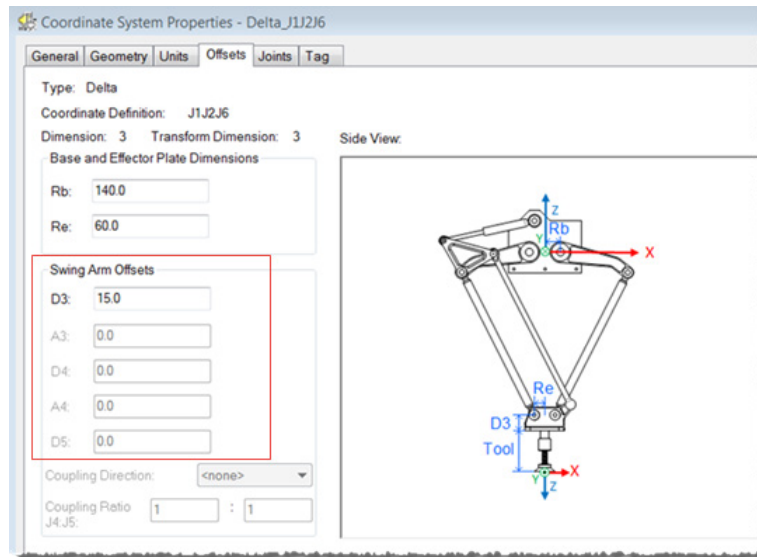 Coordinate System Properties - Delta_J1J2J6
General Geometry Units Offsets Joints Tag
Type: Delta
Coordinate Definition: J1J2J6
Dimension: 3 Transform Dimension: 3
Side View:
Base and Effector Plate Dimensions
Rb: 140.0
Re: 60.0
Swing Arm Offsets
D3: 15.0
A3: 0.0
D4: 0.0
A4: 0.0
D5: 0.0
Coupling Direction: <none>
Coupling Ratio J4:J5: 1 : 1
Z
Rb
Y
X
Re
D3
Tool
X
Y
Z